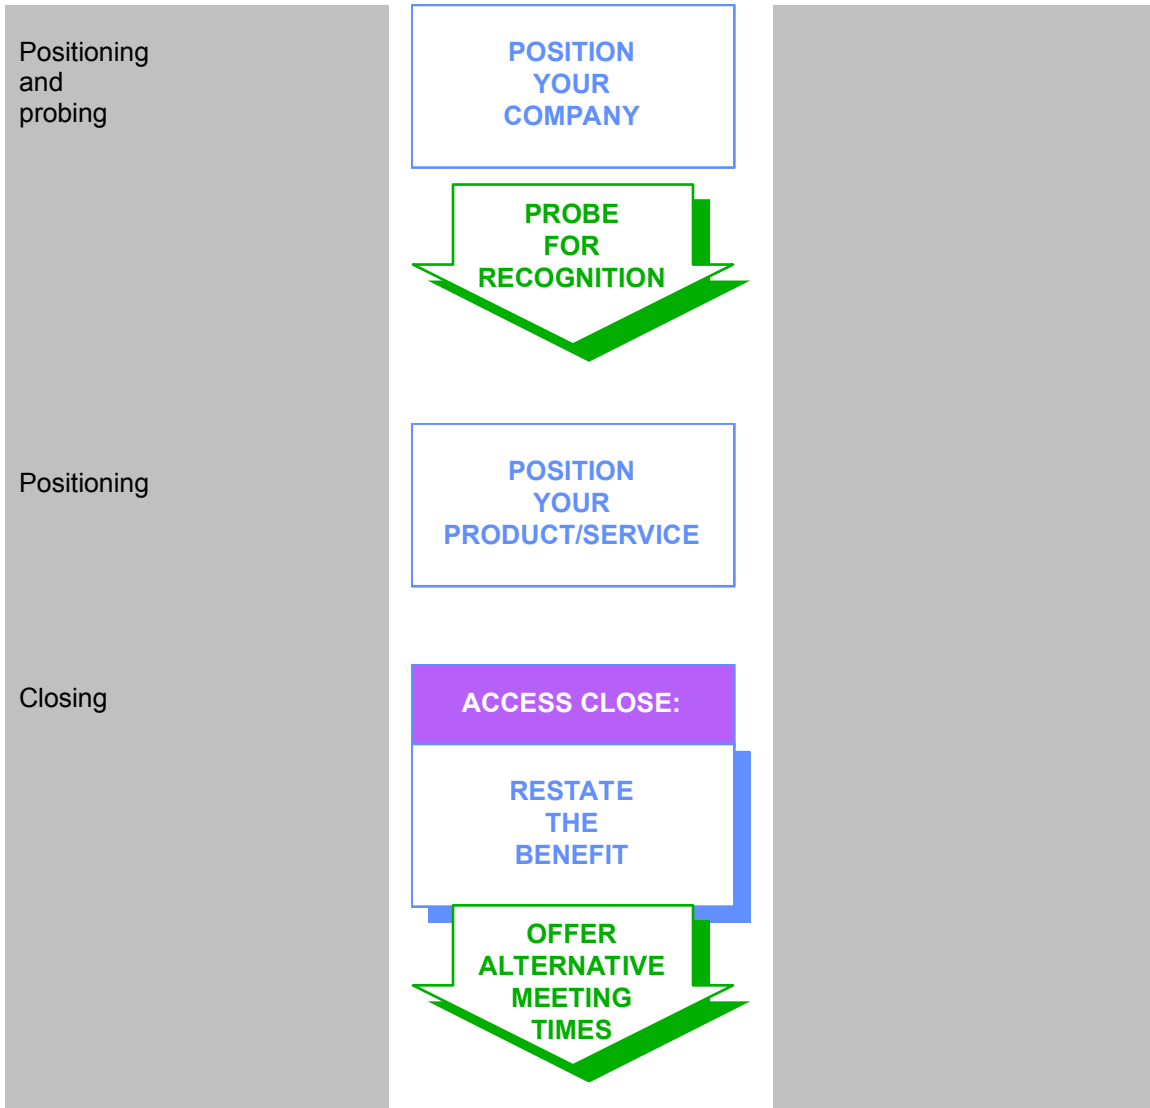 Positioning
and
probing
POSITION
YOUR
COMPANY
PROBE
FOR
RECOGNITION
Positioning
POSITION
YOUR
PRODUCT/SERVICE
Closing
ACCESS CLOSE:
RESTATE
THE
BENEFIT
OFFER
ALTERNATIVE
MEETING
TIMES